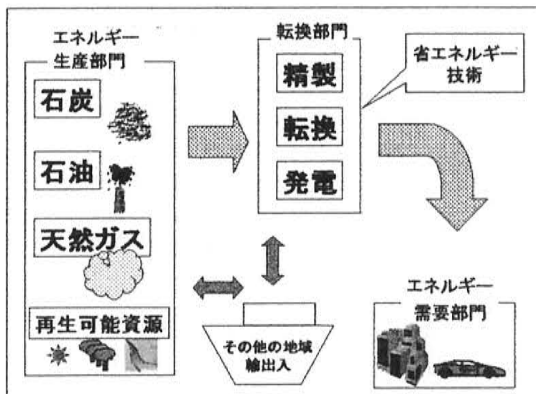 エネルギー
生産部門
石炭
石油
天然ガス
再生可能資源
転換部門
精製
転換
発電
省エネルギー
技術
その他の地域
輸出入
エネルギー
需要部門